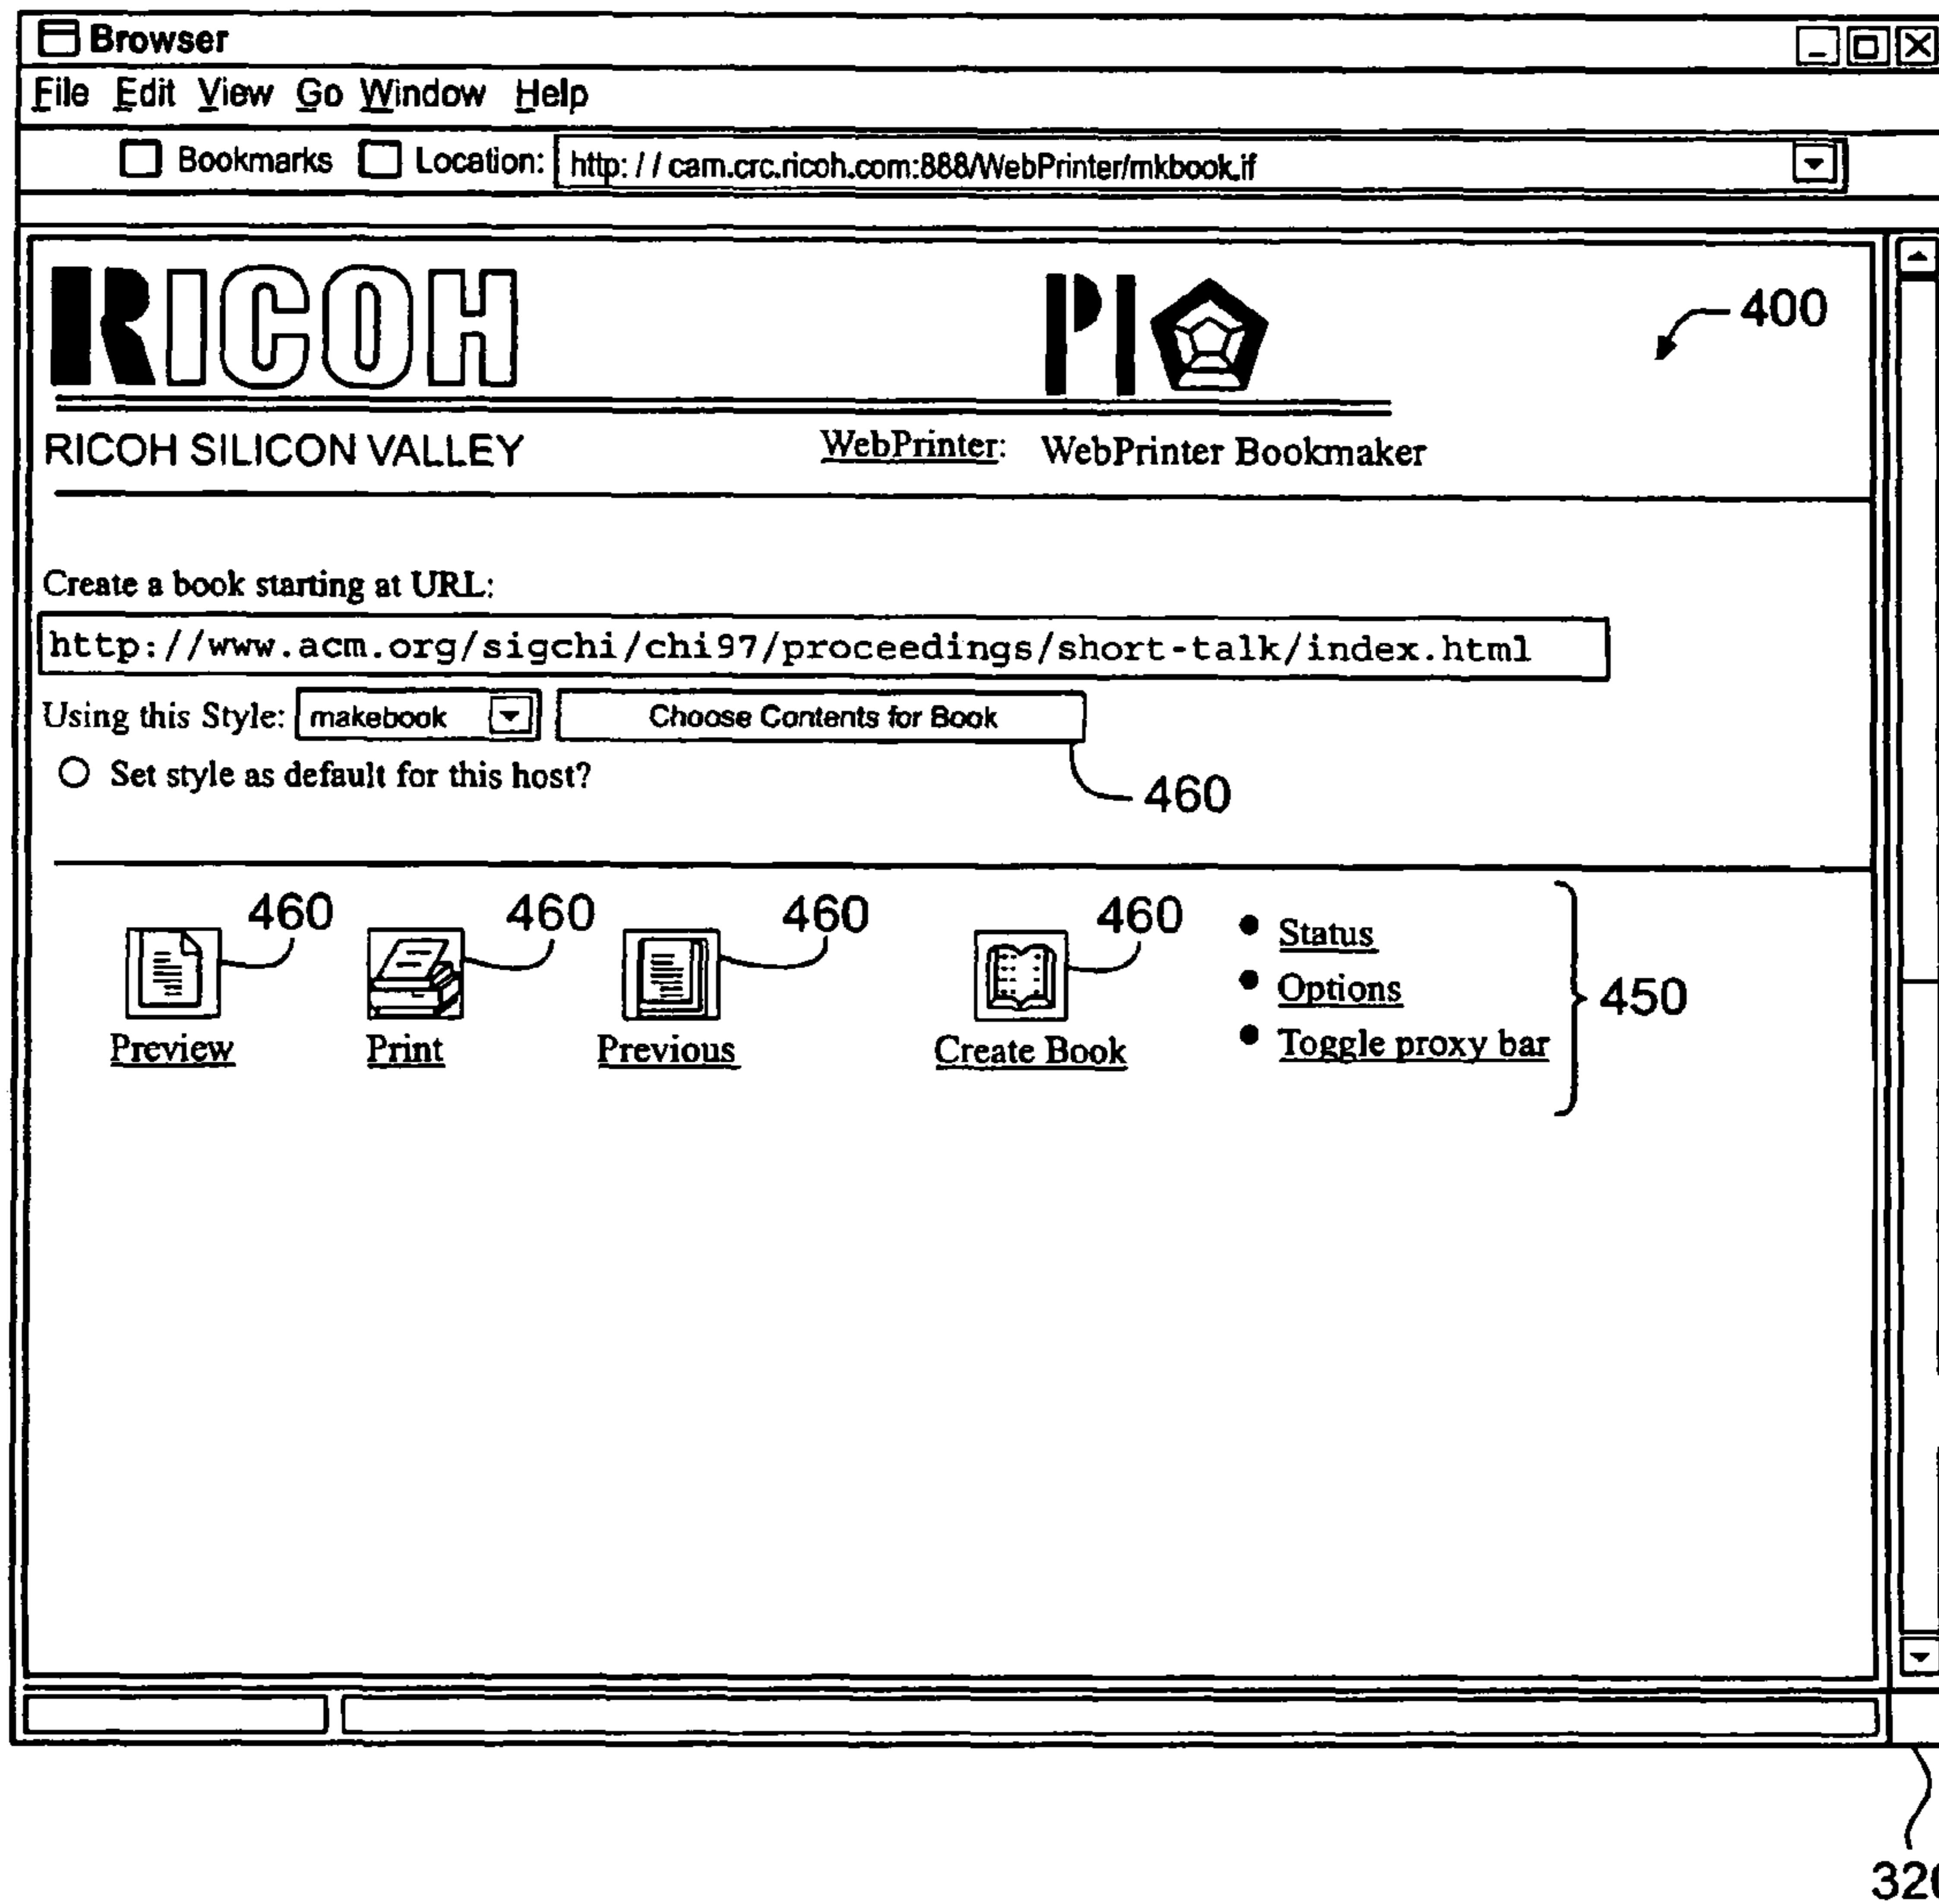 Browser
File Edit View Go Window Help
Bookmarks Location: http: / / cam.crc.ricoh.com:888/WebPrinter/mkbook.if
RICOH PI
400
RICOH SILICON VALLEY WebPrinter: WebPrinter Bookmaker
Create a book starting at URL:
http://www.acm.org/sigchi/chi97/proceedings/short-talk/index.html
Using this Style: makebook Choose Contents for Book
Set style as default for this host?
460
460 460 460 460
• Status
• Options
• Toggle proxy bar
450
Preview Print Previous Create Book